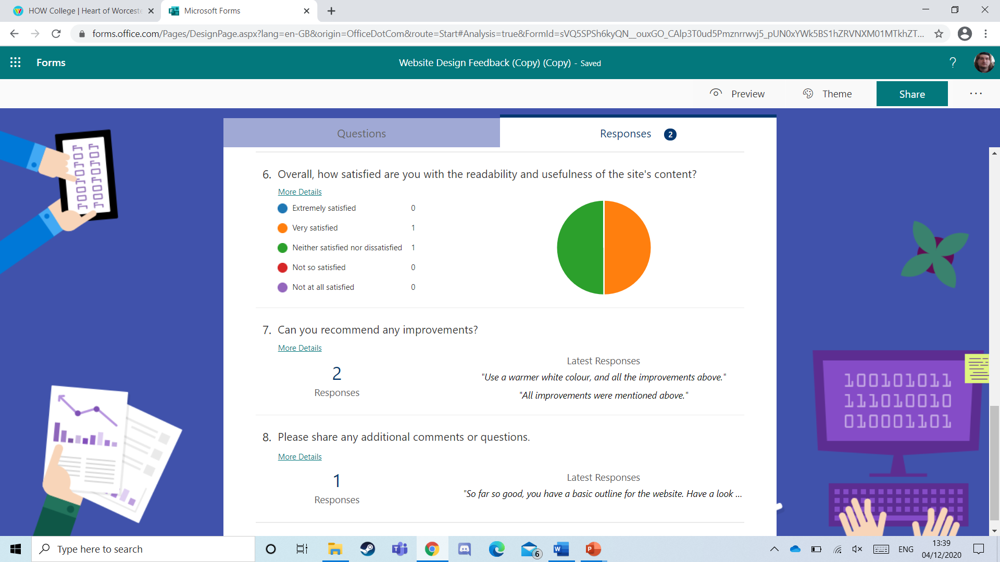 HOW College | Heart of Worceste
Microsoft Forms
forms.office.com/Pages/DesignPage.aspx?lang=en-GB&origin=OfficeDotCom&route=Start#Analysis=true&FormId=sVQ5SPSh6kyQN__ouxGO_CAlp3T0ud5Pmznrrwvj5_pUN0xYWk5BS1hZRVNXM01MTkhZT...
Forms
Website Design Feedback (Copy) (Copy) - Saved
?
Preview
Theme
Share
...
Questions
Responses 2
6. Overall, how satisfied are you with the readability and usefulness of the site's content?
More Details
Extremely satisfied 0
Very satisfied 1
Neither satisfied nor dissatisfied 1
Not so satisfied 0
Not at all satisfied 0
7. Can you recommend any improvements?
More Details
2
Responses
Latest Responses
"Use a warmer white colour, and all the improvements above."
"All improvements were mentioned above."
8. Please share any additional comments or questions.
More Details
1
Responses
Latest Responses
"So far so good, you have a basic outline for the website. Have a look ...
100101011
111010010
010001101
Type here to search
6
ENG
13:39
04/12/2020